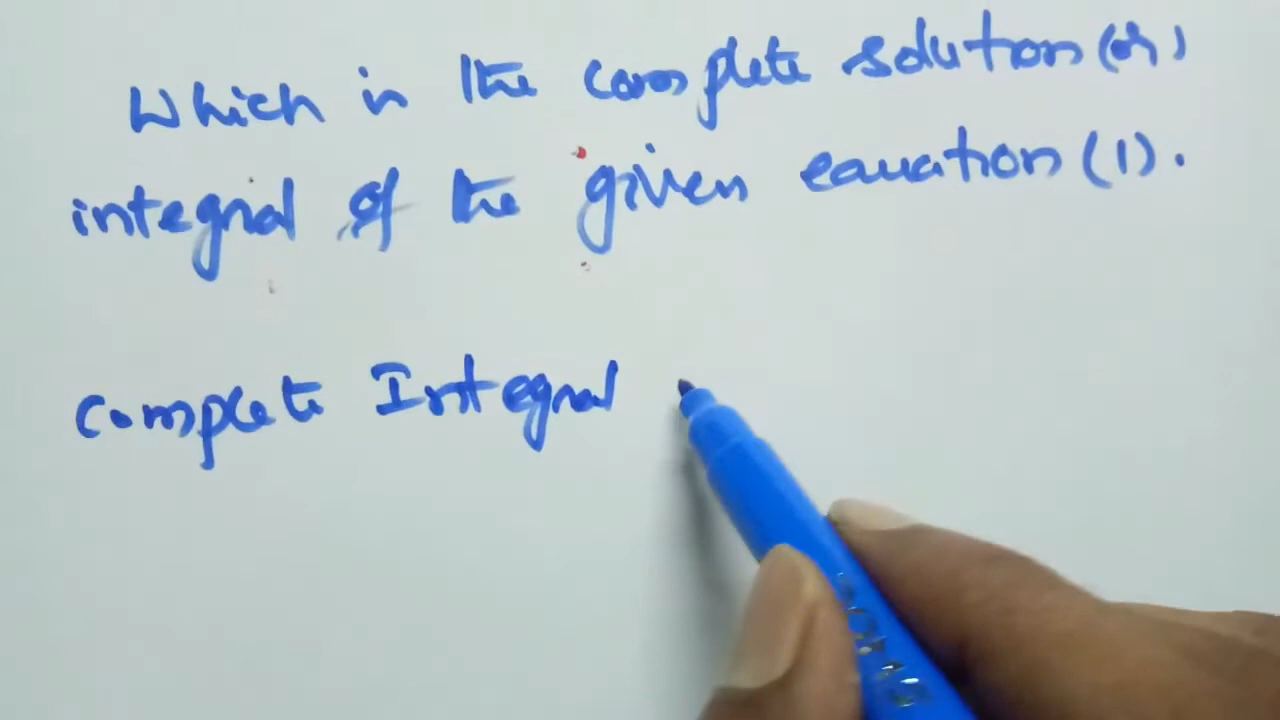 Which is the complete solution (or)
integral of the given equation (1).
Complete Integral